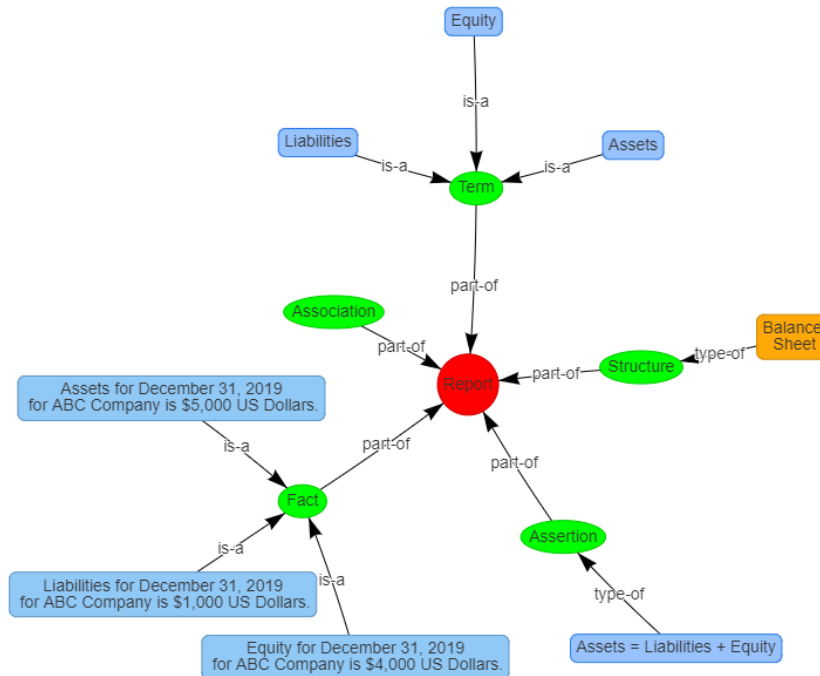 Equity
is-a
Liabilities
Assets
is-a
is-a
Term
part-of
Association
part-of
Balance
Sheet
type-of
Structure
part-of
Report
Assets for December 31, 2019
for ABC Company is $5,000 US Dollars.
is-a
part-of
part-of
Fact
Assertion
is-a
Liabilities for December 31, 2019
for ABC Company is $1,000 US Dollars.
is-a
type-of
Equity for December 31, 2019
for ABC Company is $4,000 US Dollars.
Assets = Liabilities + Equity